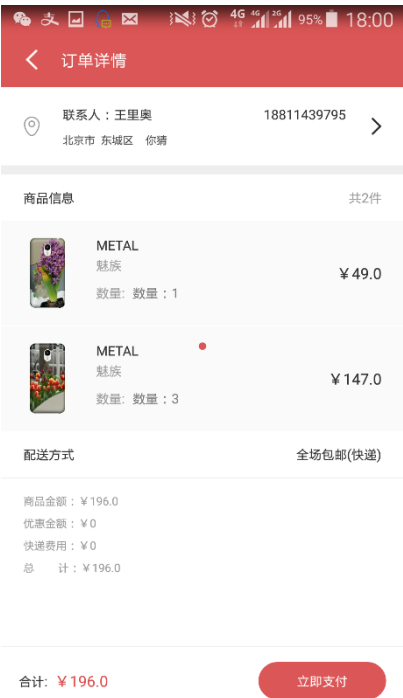 支 4G 4G 2G 95% 18:00
订单详情
联系人：王里奥 18811439795
北京市 东城区 你猜
商品信息 共2件
METAL
魅族
数量: 数量：1
￥49.0
METAL
魅族
数量: 数量：3
￥147.0
配送方式 全场包邮(快递)
商品金额：￥196.0
优惠金额：￥0
快递费用：￥0
总 计：￥196.0
合计: ￥196.0 立即支付